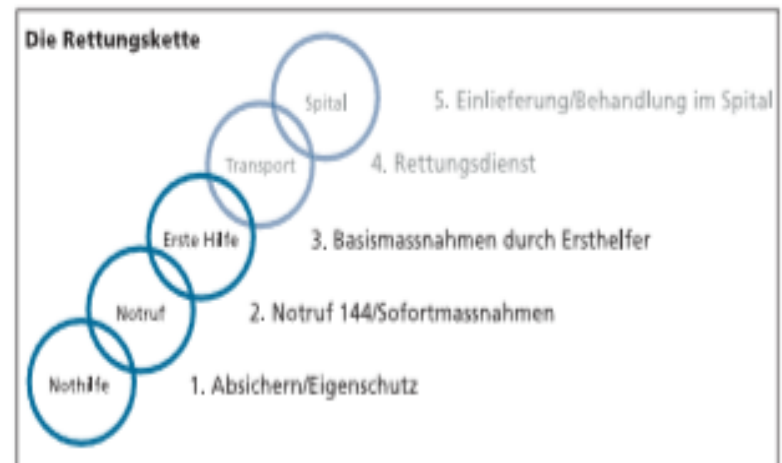 Die Rettungskette
Spital 5. Einlieferung/Behandlung im Spital
Transport 4. Rettungsdienst
Erste Hilfe 3. Basismassnahmen durch Ersthelfer
Notruf 2. Notruf 144/Sofortmassnahmen
Nothilfe 1. Absichern/Eigenschutz